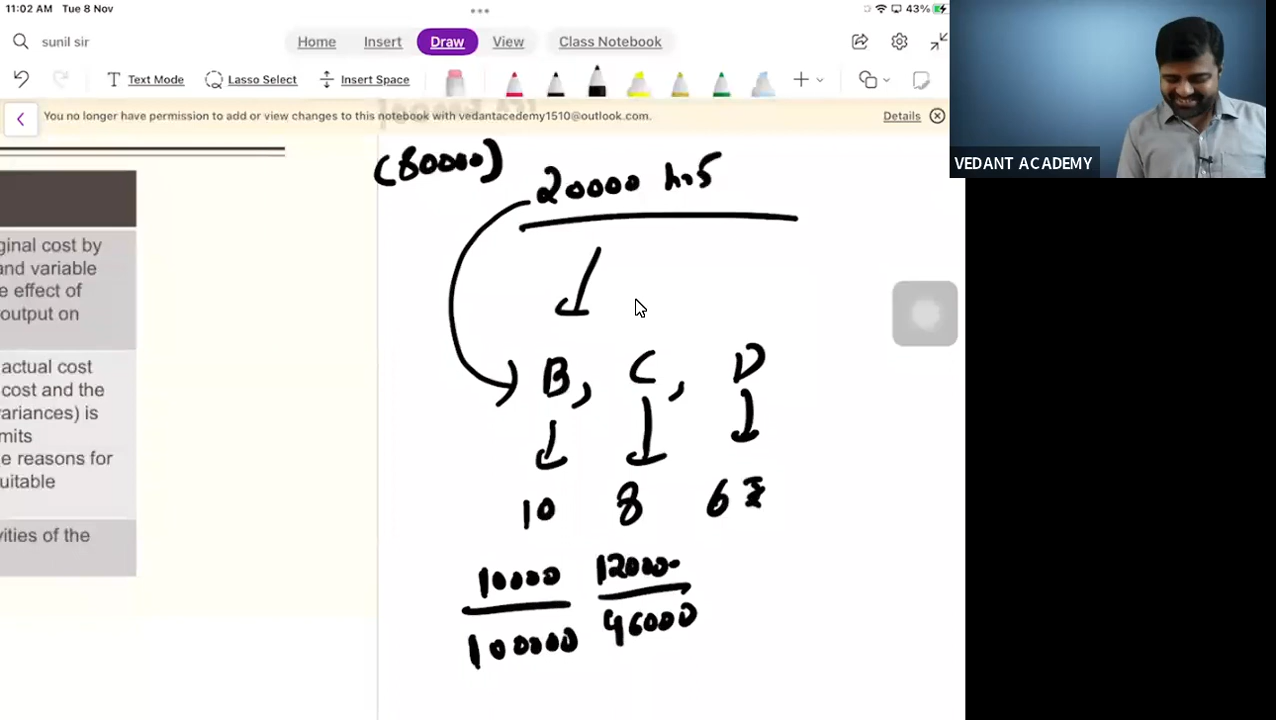 11:02 AM Tue 8 Nov
43%
sunil sir
Home Insert Draw View Class Notebook
Text Mode Lasso Select Insert Space
You no longer have permission to add or view changes to this notebook with vedantacedemy1510@outlook.com. Details
VEDANT ACADEMY
(80000)
20000 hrs
ginal cost by
and variable
e effect of
output on
actual cost
cost and the
variances) is
mits
e reasons for
uitable
vities of the
B, C, D
10 8 6 ₹
10000 12000
100000 96000